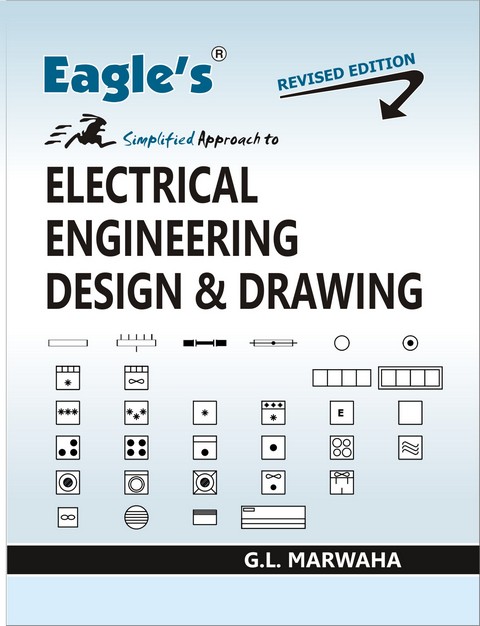 Eagle's®
REVISED EDITION
Simplified Approach to
ELECTRICAL
ENGINEERING
DESIGN & DRAWING
E
G.L. MARWAHA